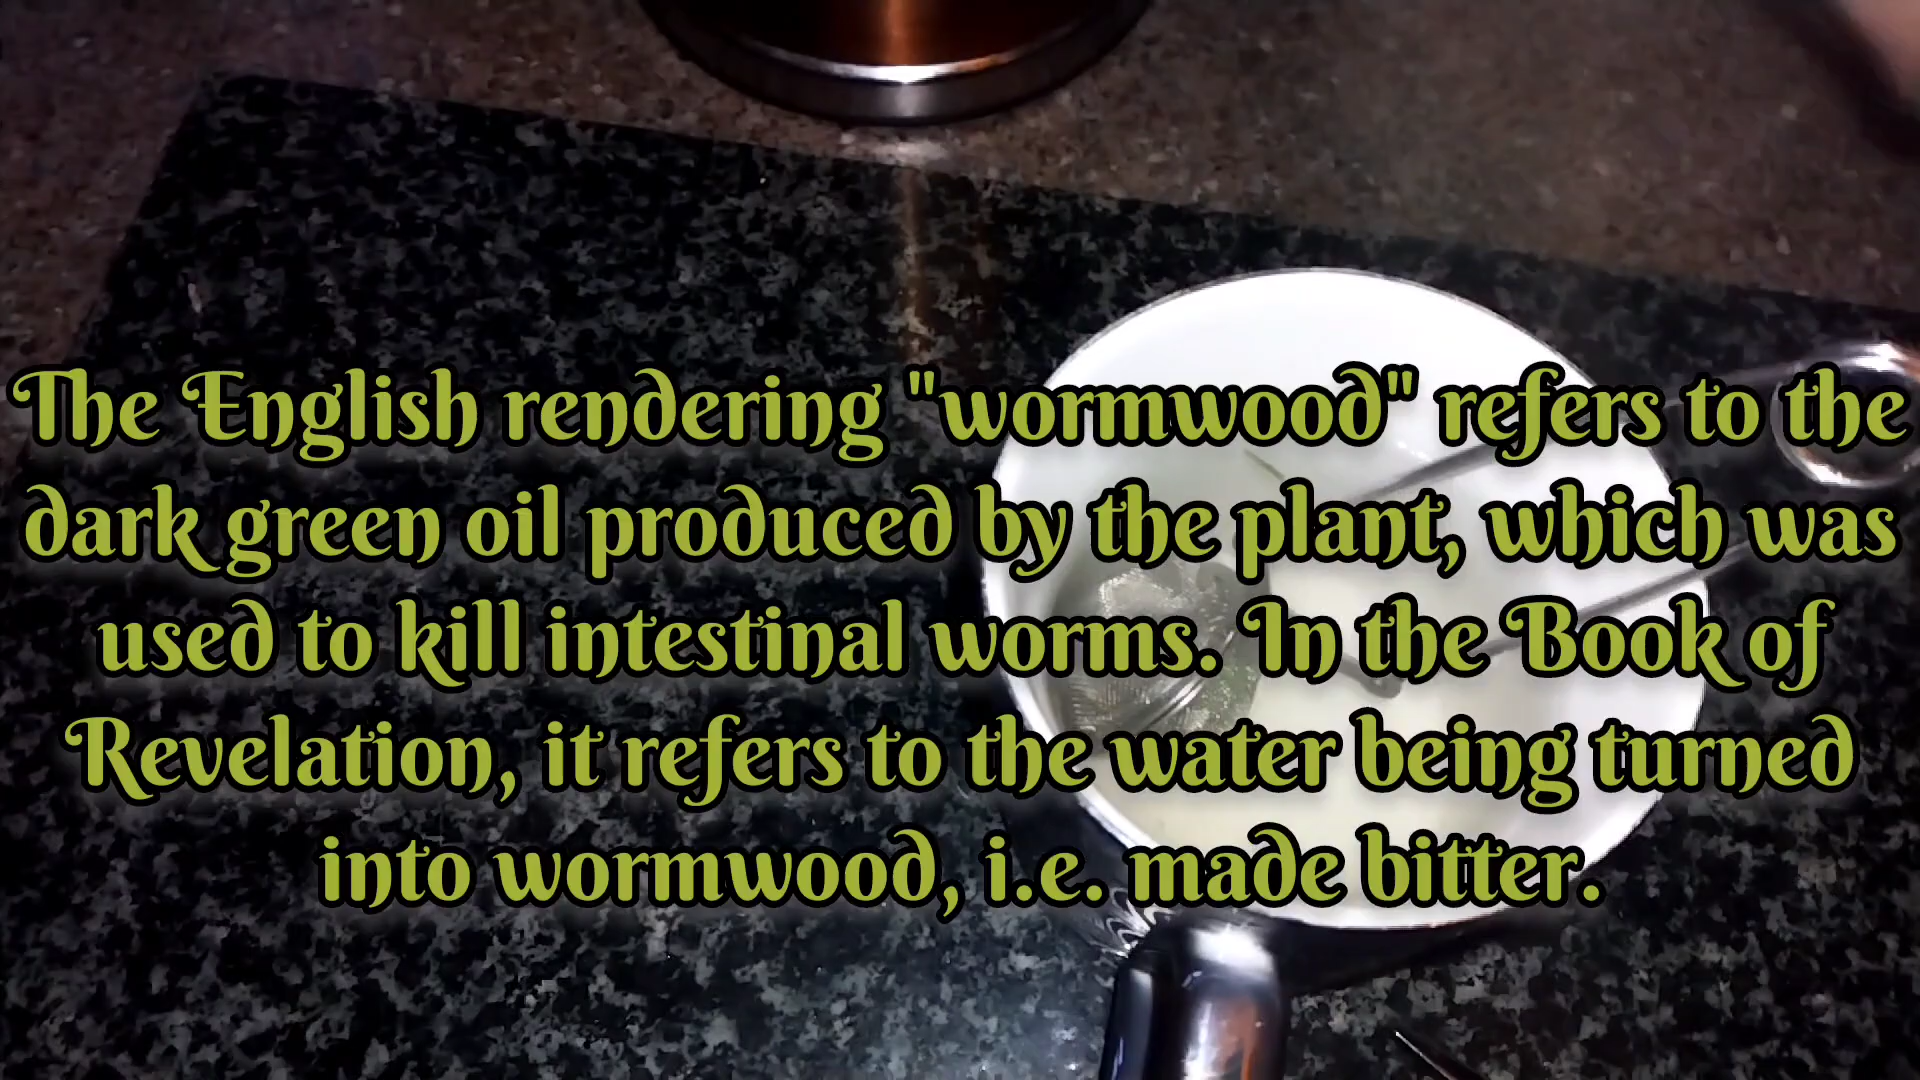 The English rendering "wormwood" refers to the
dark green oil produced by the plant, which was
used to kill intestinal worms. In the Book of
Revelation, it refers to the water being turned
into wormwood, i.e. made bitter.